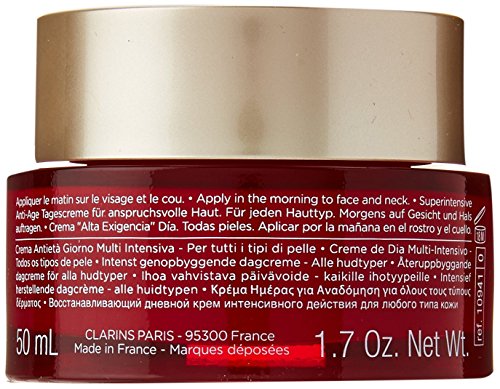 Appliquer le matin sur le visage et le cou. • Apply in the morning to face and neck. • Superintensive
Anti-Age Tagescreme für anspruchsvolle Haut. Für jeden Hauttyp. Morgens auf Gesicht und Hals
auftragen. • Crema "Alta Exigencia" Día. Todas pieles. Aplicar por la mañana en el rostro y el cuello.
Crema Antietà Giorno Multi Intensiva - Per tutti i tipi di pelle • Creme de Dia Multi-Intensivo -
Todos os tipos de pele • Intenst genopbyggende dagcreme - Alle hudtyper • Återuppbyggande
dagcreme för alla hudtyper • Ihoa vahvistava päivävoide - kaikille ihotyypeille • Intensief
herstellende dagcrème - alle huidtypen • Κρέμα Ημέρας για Αναδόμηση για όλους τους τύπους
δέρματος • Восстанавливающий дневной крем интенсивного действия для любого типа кожи
ref. 10941 0
50 mL
CLARINS PARIS - 95300 France
Made in France - Marques déposées
1.7 Oz. Net Wt.